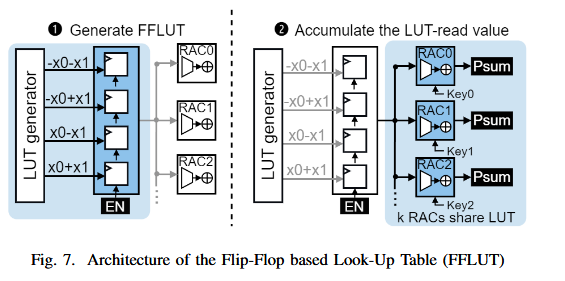 ❶ Generate FFLUT
LUT generator
-x0-x1
-x0+x1
x0-x1
x0+x1
EN
RAC0
RAC1
RAC2
❷ Accumulate the LUT-read value
LUT generator
-x0-x1
-x0+x1
x0-x1
x0+x1
EN
RAC0
Psum
Key0
RAC1
Psum
Key1
RAC2
Psum
Key2
k RACs share LUT
Fig. 7. Architecture of the Flip-Flop based Look-Up Table (FFLUT)